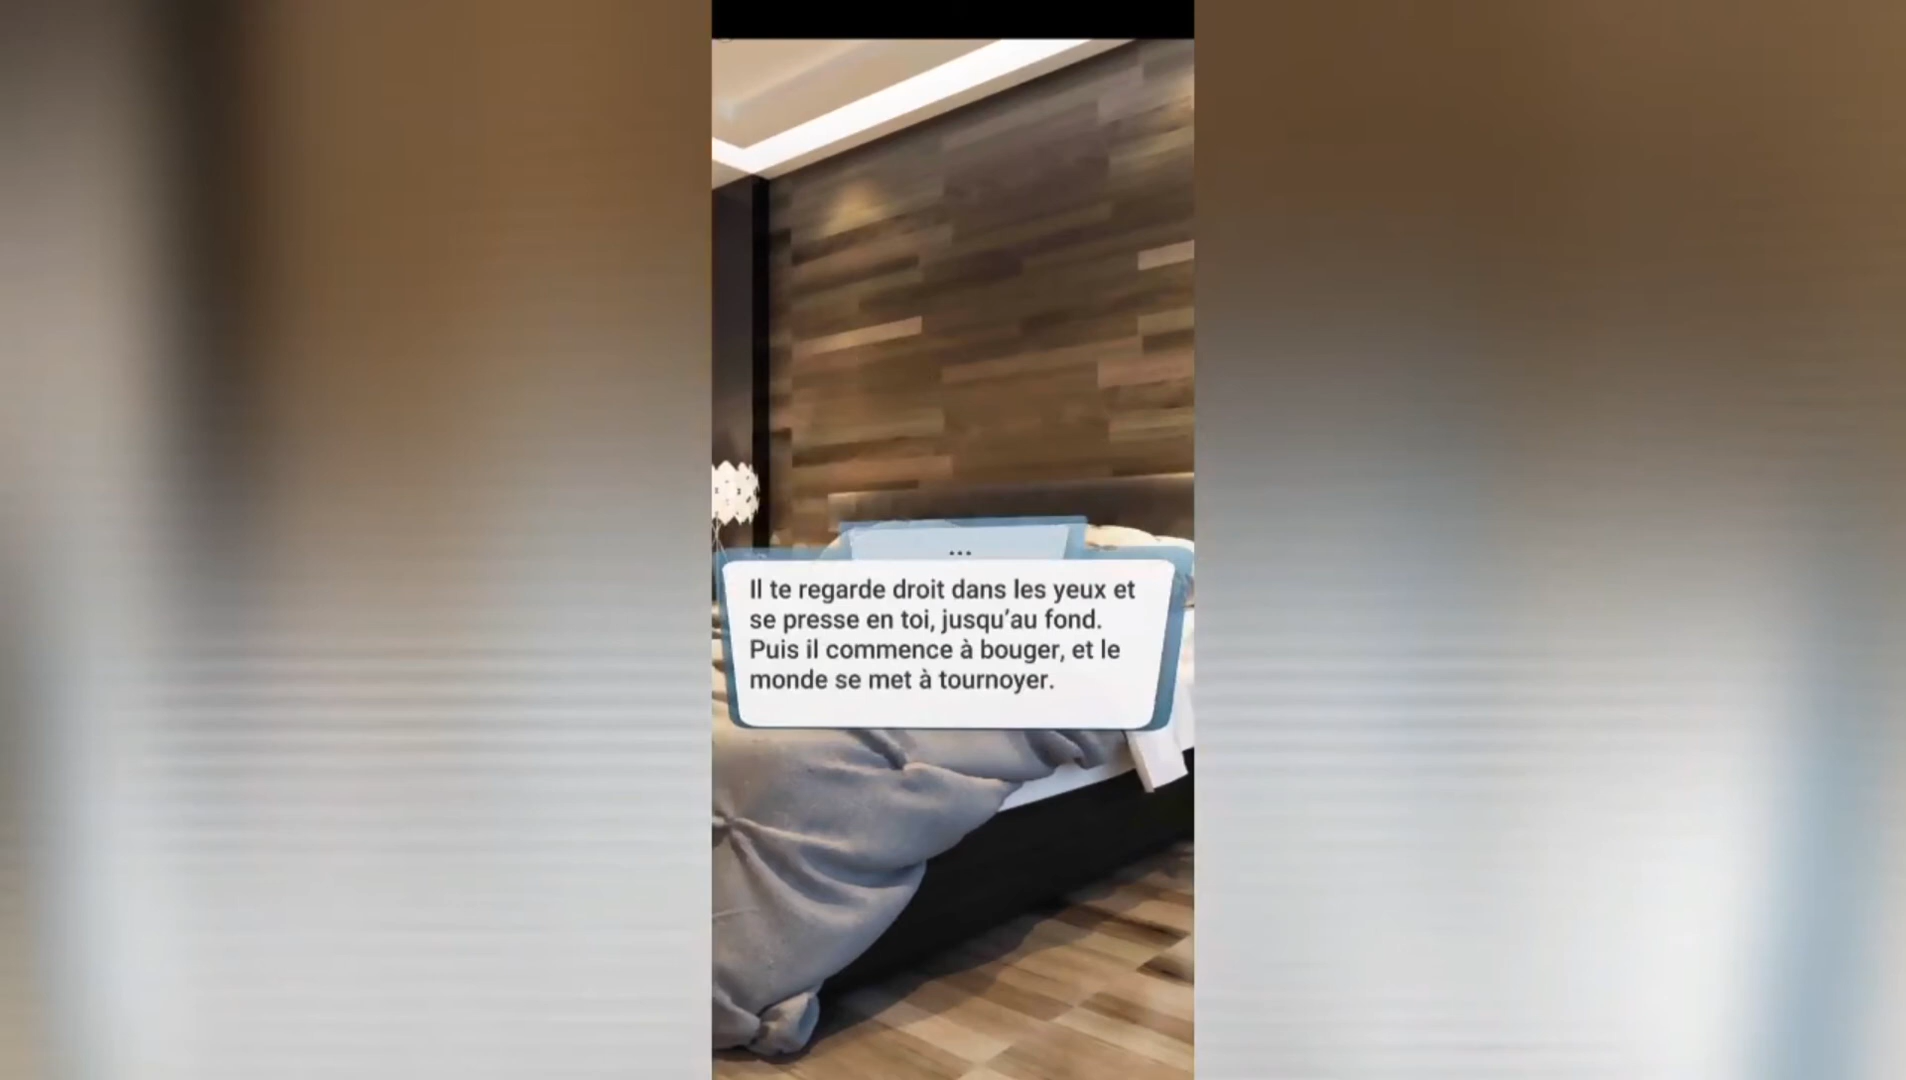 ...
Il te regarde droit dans les yeux et
se presse en toi, jusqu’au fond.
Puis il commence à bouger, et le
monde se met à tournoyer.